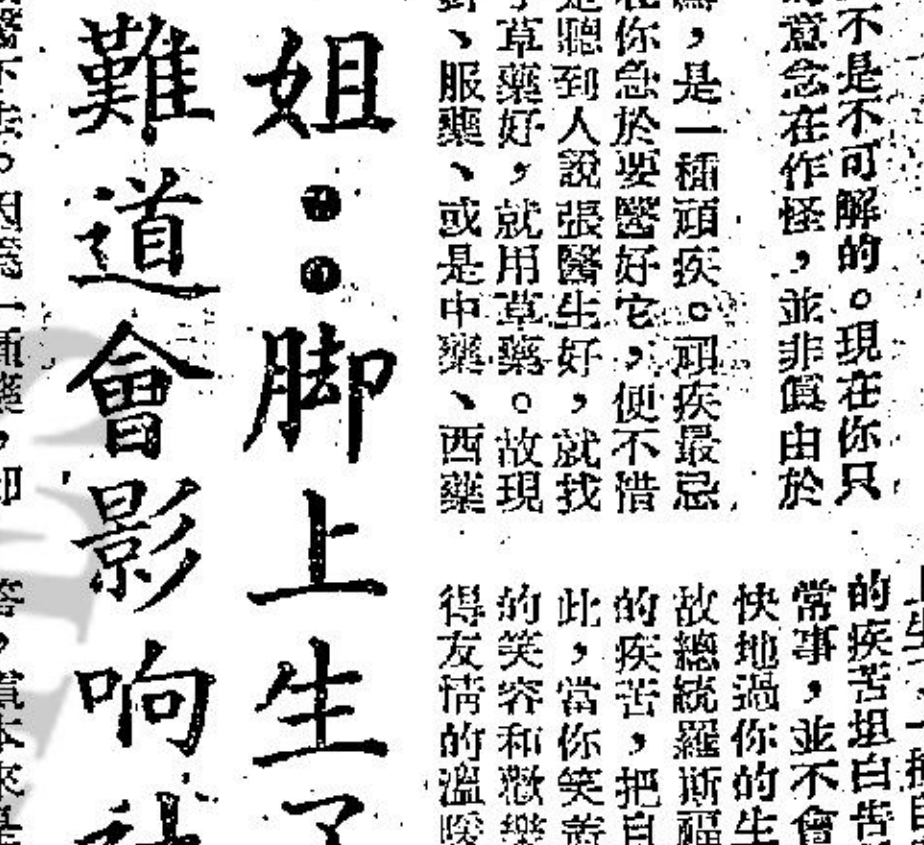 不是不可解的。現在你只
意念在作怪,並非眞由於
,是一種頑疾。頑疾最忌
你急於要醫好它,便不惜
聽到人說張醫生好,就找
草藥好,就用草藥。故現
、服藥、或是中藥、西藥
的疾苦坦白告
常事,並不會
快地過你的生
故總統羅斯福
的疾苦,把自
此,當你笑
的笑容和歡樂
得友情的溫暖
姐:脚上生了
難道會影响